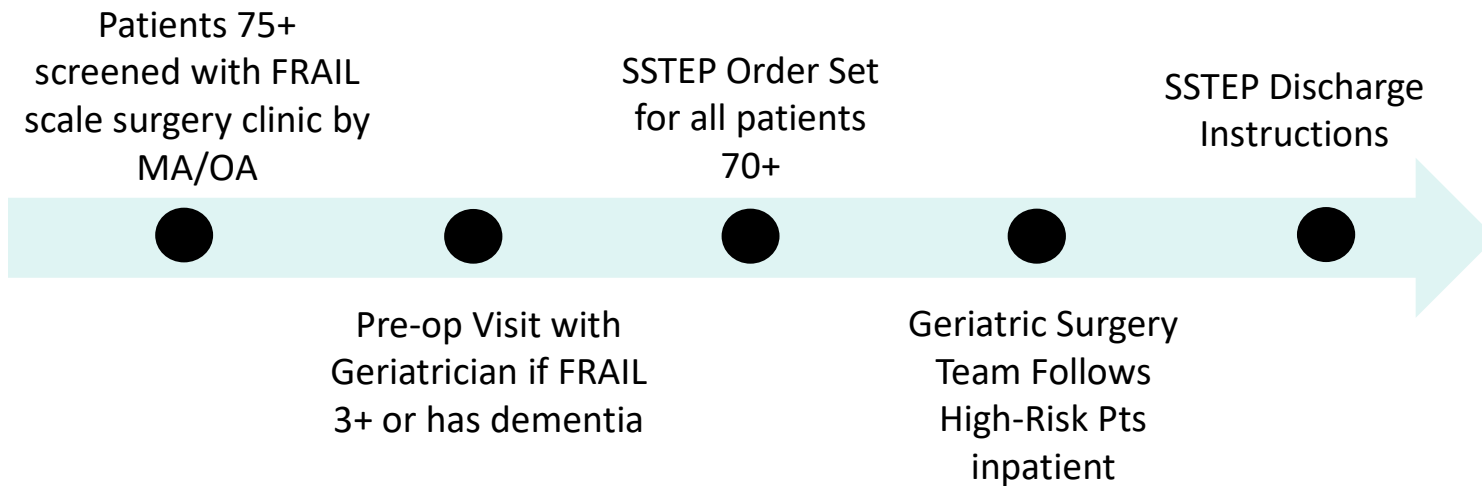 Patients 75+
screened with FRAIL
scale surgery clinic by
MA/OA
Pre-op Visit with
Geriatrician if FRAIL
3+ or has dementia
SSTEP Order Set
for all patients
70+
Geriatric Surgery
Team Follows
High-Risk Pts
inpatient
SSTEP Discharge
Instructions